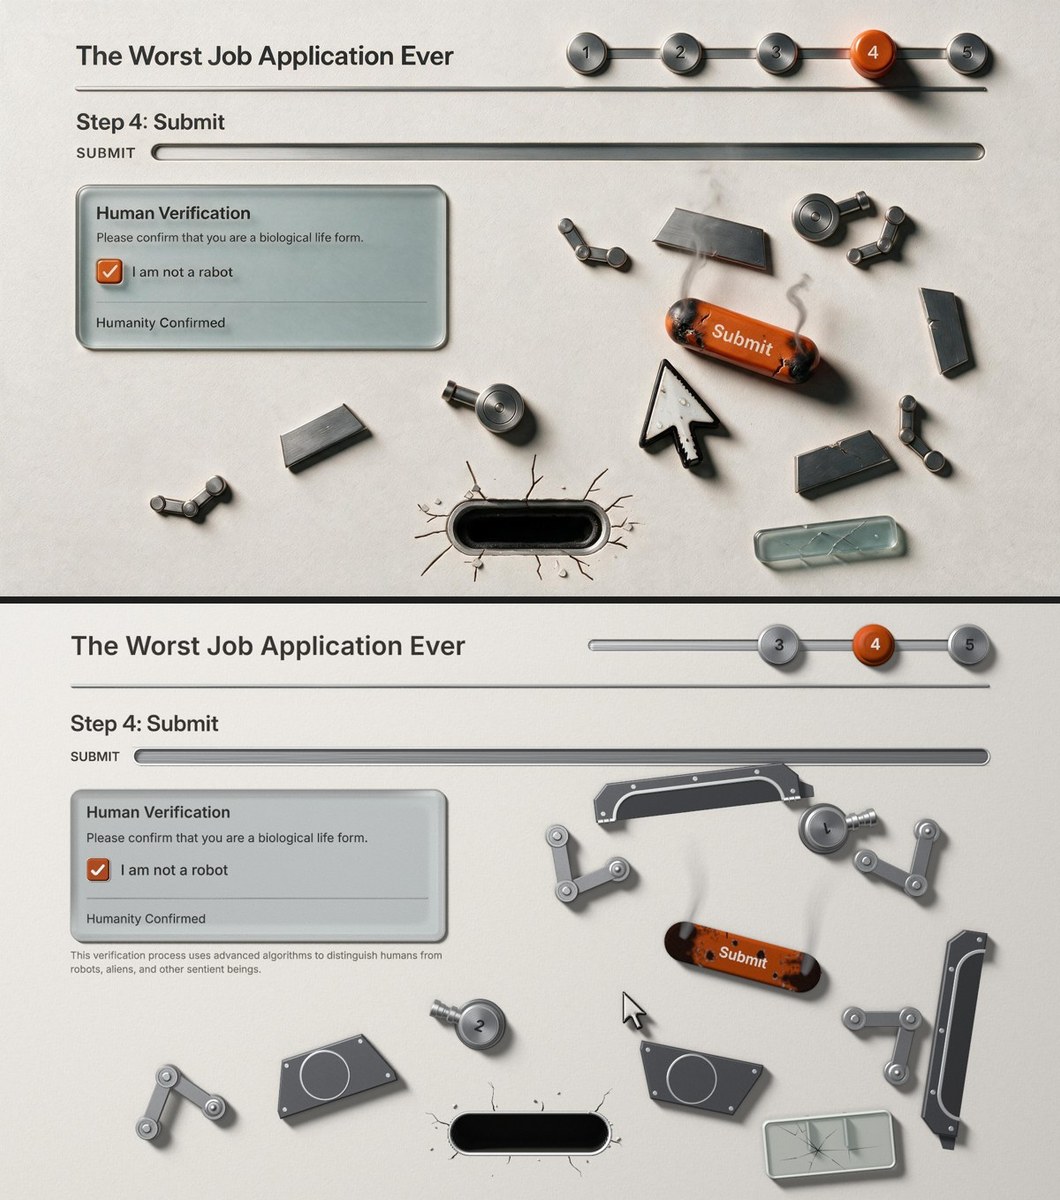 The Worst Job Application Ever
1 2 3 4 5
Step 4: Submit
SUBMIT
Human Verification
Please confirm that you are a biological life form.
I am not a rabot
Humanity Confirmed
Submit
The Worst Job Application Ever
3 4 5
Step 4: Submit
SUBMIT
Human Verification
Please confirm that you are a biological life form.
I am not a robot
Humanity Confirmed
This verification process uses advanced algorithms to distinguish humans from
robots, aliens, and other sentient beings.
1
Submit
2